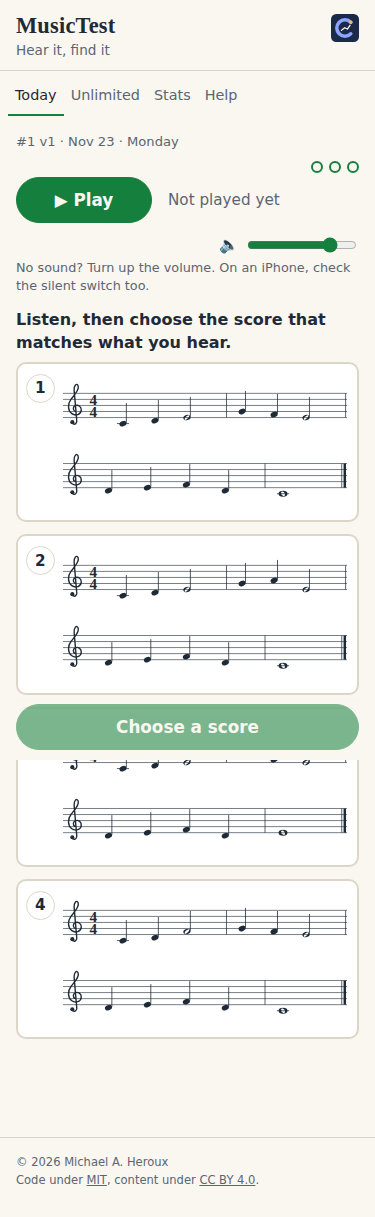 MusicTest
Hear it, find it
Today Unlimited Stats Help
#1 v1 · Nov 23 · Monday
▶ Play Not played yet
No sound? Turn up the volume. On an iPhone, check
the silent switch too.
Listen, then choose the score that
matches what you hear.
1
4
4
2
4
4
Choose a score
4
4
4
© 2026 Michael A. Heroux
Code under MIT, content under CC BY 4.0.